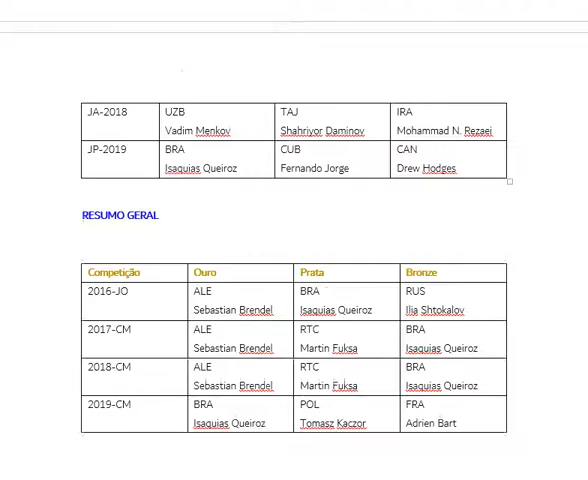 JA-2018 UZB TAJ IRA
Vadim Menkov Shahriyor Daminov Mohammad N. Rezaei
JP-2019 BRA CUB CAN
Isaquias Queiroz Fernando Jorge Drew Hodges
RESUMO GERAL
Competição Ouro Prata Bronze
2016-JO ALE BRA RUS
Sebastian Brendel Isaquias Queiroz Ilia Shtokalov
2017-CM ALE RTC BRA
Sebastian Brendel Martin Fuksa Isaquias Queiroz
2018-CM ALE RTC BRA
Sebastian Brendel Martin Fuksa Isaquias Queiroz
2019-CM BRA POL FRA
Isaquias Queiroz Tomasz Kaczor Adrien Bart